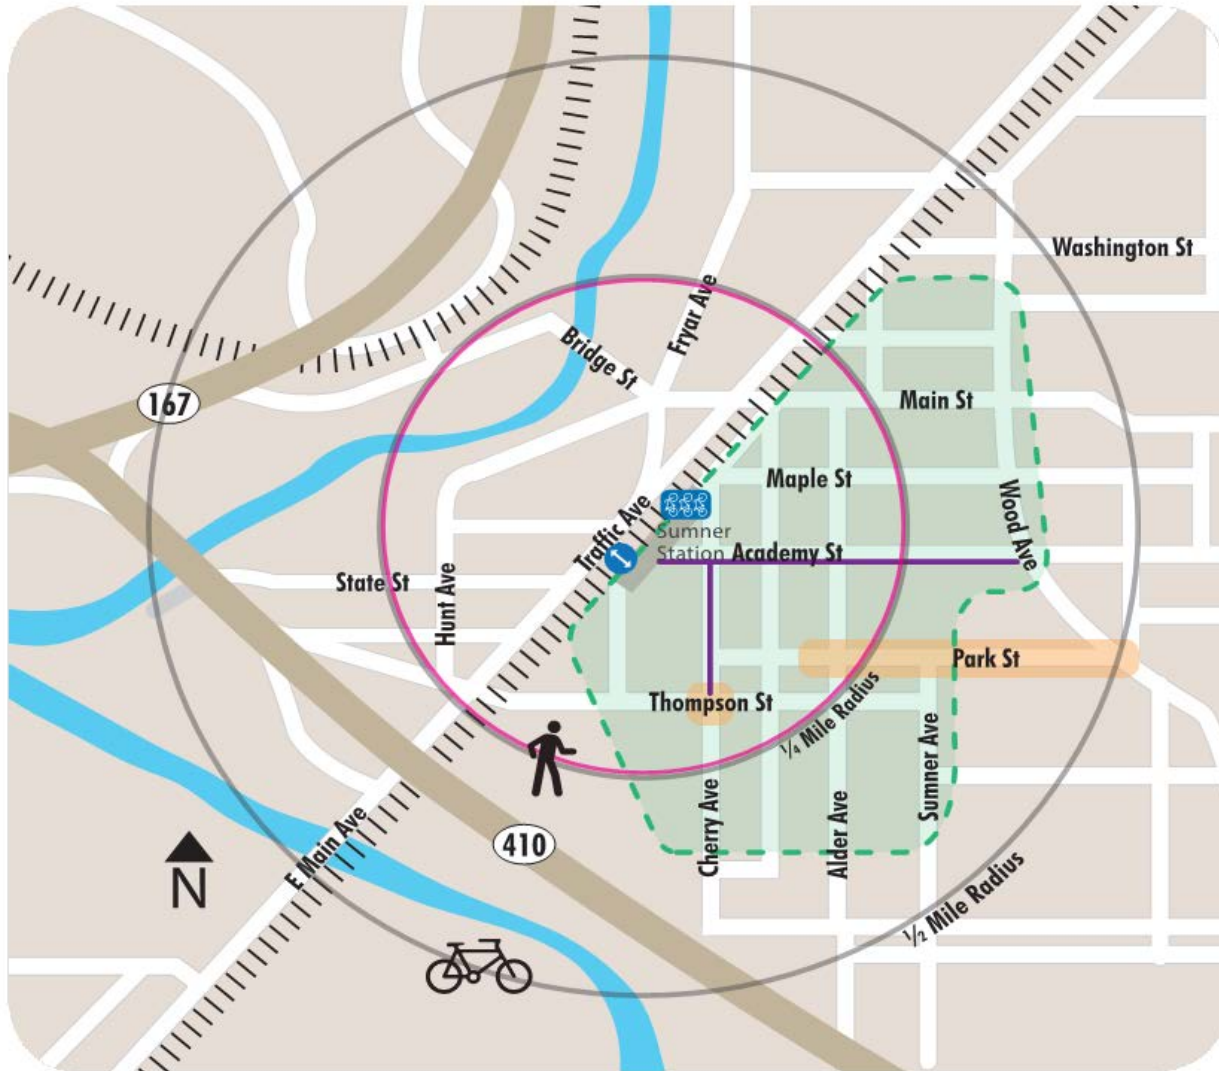 Washington St
Fryar Ave
Bridge St
167
Main St
Maple St
Wood Ave
Traffic Ave
Sumner
Station
Academy St
State St
Hunt Ave
Park St
Thompson St
1/4 Mile Radius
Sumner Ave
Cherry Ave
Alder Ave
410
E Main Ave
N
1/2 Mile Radius